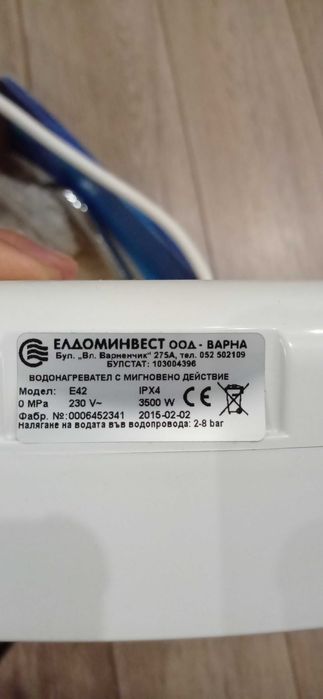 ЕЛДОМИНВЕСТ ООД - ВАРНА
Бул. „Вл. Варненчик" 275А, тел. 052 502109
БУЛСТАТ: 103004396
ВОДОНАГРЕВАТЕЛ С МИГНОВЕНО ДЕЙСТВИЕ
Модел: E42 IPX4
0 MPa 230 V~ 3500 W CE
Фабр. №:0006452341 2015-02-02
Налягане на водата във водопровода: 2-8 bar